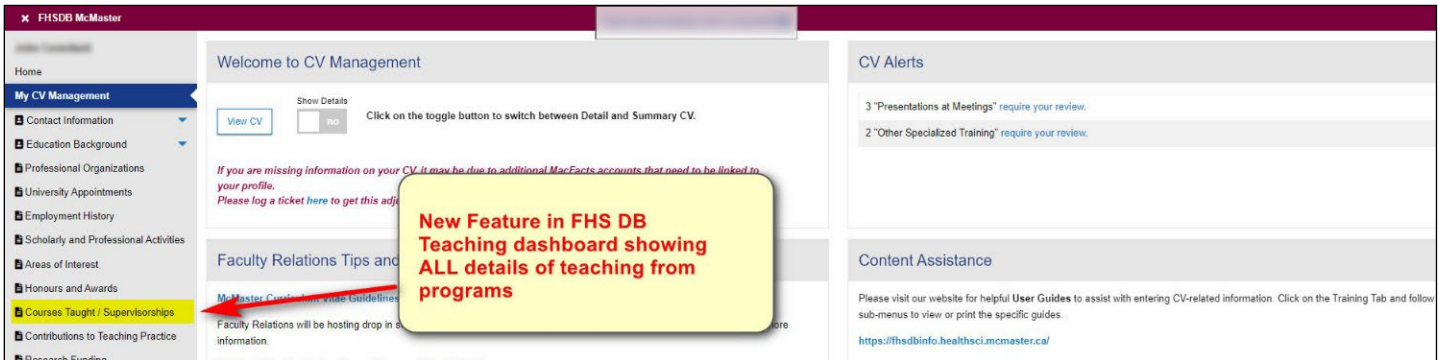 × FHSDB McMaster
Home
My CV Management
Contact Information
Education Background
Professional Organizations
University Appointments
Employment History
Scholarly and Professional Activities
Areas of Interest
Honours and Awards
Courses Taught / Supervisorships
Contributions to Teaching Practice
Research Funding
Welcome to CV Management
Show Details
View CV
no
Click on the toggle button to switch between Detail and Summary CV.
If you are missing information on your CV, it may be due to additional MacFacts accounts that need to be linked to
your profile.
Please log a ticket here to get this
New Feature in FHS DB
Teaching dashboard showing
ALL details of teaching from
programs
Faculty Relations Tips and
McMaster Curriculum Vitae Guidelines
Faculty Relations will be hosting drop in
information.
CV Alerts
3 "Presentations at Meetings" require your review.
2 "Other Specialized Training" require your review.
Content Assistance
Please visit our website for helpful User Guides to assist with entering CV-related information. Click on the Training Tab and follow
sub-menus to view or print the specific guides.
https://fhsdbinfo.healthsci.mcmaster.ca/